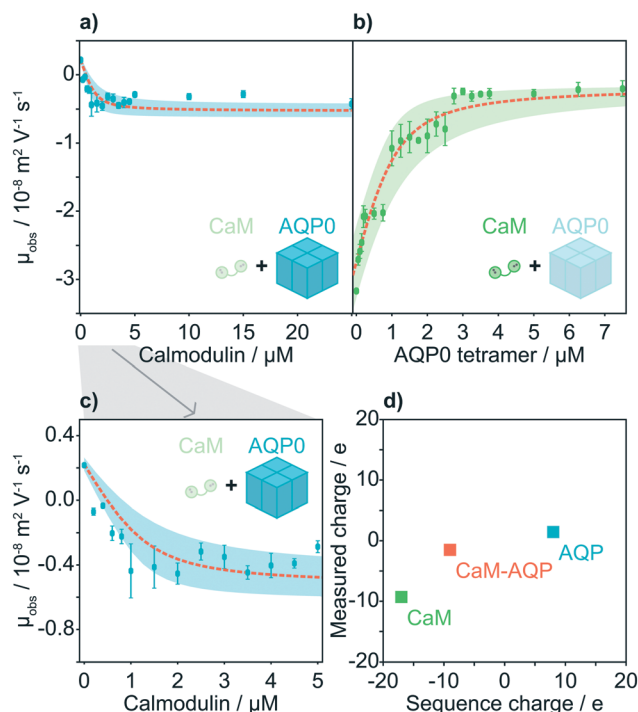 a)
b)
0
-1
-2
-3
μobs / 10-8 m2 V-1 s-1
CaM
AQP0
+
CaM
AQP0
+
0
5
10
15
20
0
1
2
3
4
5
6
7
Calmodulin / μM
AQP0 tetramer / μM
c)
0.4
0.0
-0.4
-0.8
μobs / 10-8 m2 V-1 s-1
CaM
AQP0
+
0
1
2
3
4
5
Calmodulin / μM
d)
20
10
0
-10
-20
Measured charge / e
AQP
CaM-AQP
CaM
-20
-10
0
10
20
Sequence charge / e